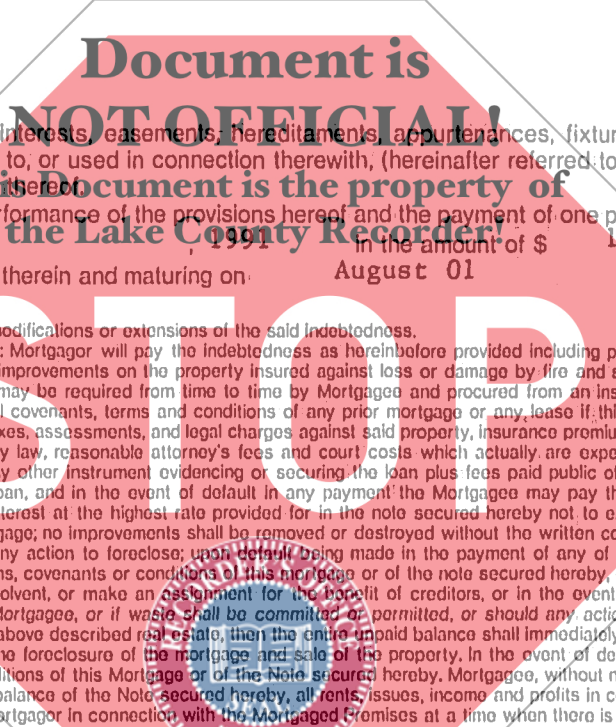 Document is
NOT OFFICIAL!
interests, easements, hereditaments, appurtenances, fixtur
to, or used in connection therewith, (hereinafter referred to
is Document is the property of
thereof.
rformance of the provisions hereof and the payment of one p
the Lake County Recorder!
, 1991 in the amount of $
therein and maturing on August 01
STOP
odifications or extensions of the said indebtedness.
: Mortgagor will pay the indebtedness as hereinbefore provided including p
improvements on the property insured against loss or damage by fire and s
may be required from time to time by Mortgagee and procured from an ins
l covenants, terms and conditions of any prior mortgage or any lease if thi
xes, assessments, and legal charges against said property, insurance premiu
y law, reasonable attorney's fees and court costs which actually are expe
y other instrument evidencing or securing the loan plus fees paid public of
oan, and in the event of default in any payment the Mortgagee may pay th
terest at the highest rate provided for in the note secured hereby not to e
gage; no improvements shall be removed or destroyed without the written co
ny action to foreclose; upon default being made in the payment of any of
ns, covenants or conditions of this mortgage or of the note secured hereby,
olvent, or make an assignment for the benefit of creditors, or in the event
Mortgagee, or if waste shall be committed or permitted, or should any actio
above described real estate, then the entire unpaid balance shall immediately
he foreclosure of the mortgage and sale of the property. In the event of de
ditions of this Mortgage or of the Note secured hereby. Mortgagee, without n
balance of the Note secured hereby, all rents, issues, income and profits in c
ortgagor in connection with the Mortgaged Premises at a time when there is
RECORDER'S OFFICE
SEAL